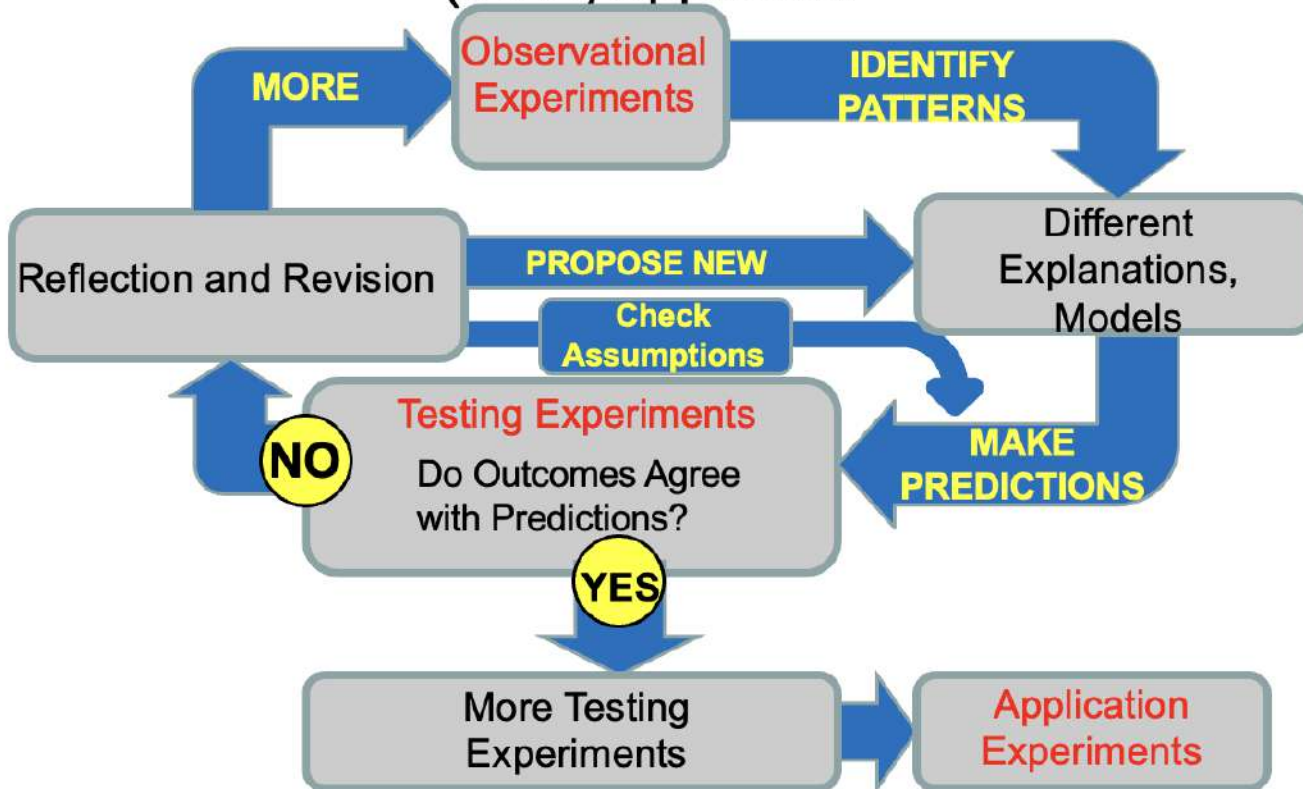 Observational
Experiments
MORE
IDENTIFY
PATTERNS
Different
Explanations,
Models
Reflection and Revision
PROPOSE NEW
Check
Assumptions
Testing Experiments
Do Outcomes Agree
with Predictions?
NO
MAKE
PREDICTIONS
YES
More Testing
Experiments
Application
Experiments